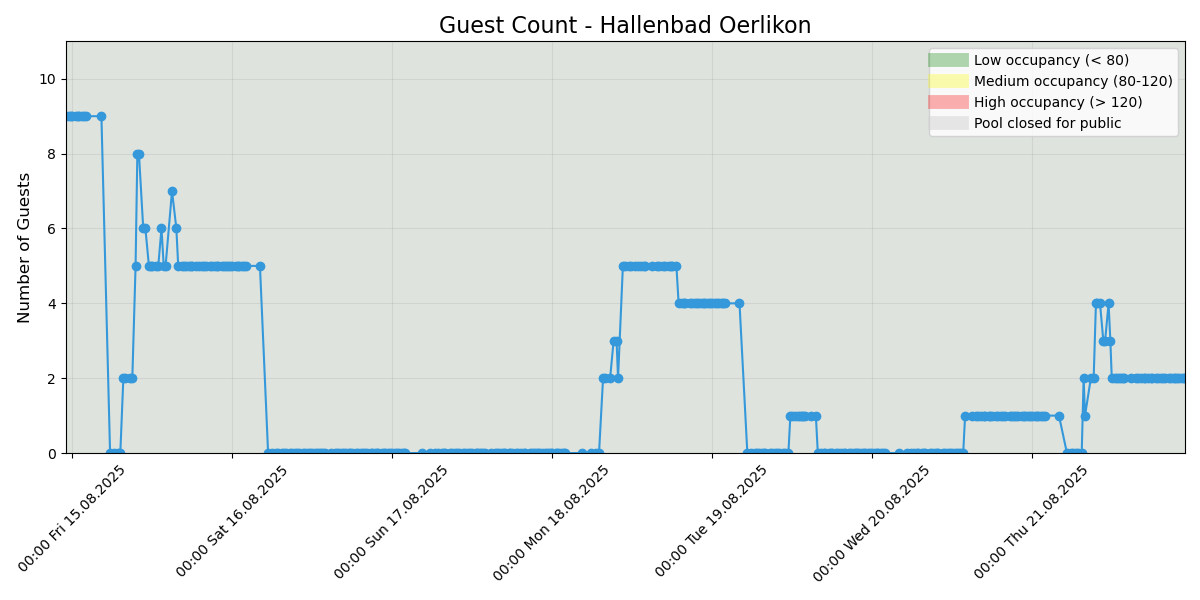 Guest Count - Hallenbad Oerlikon
Low occupancy (< 80)
Medium occupancy (80-120)
High occupancy (> 120)
Pool closed for public
Number of Guests
10
8
6
4
2
0
00:00 Fri 15.08.2025
00:00 Sat 16.08.2025
00:00 Sun 17.08.2025
00:00 Mon 18.08.2025
00:00 Tue 19.08.2025
00:00 Wed 20.08.2025
00:00 Thu 21.08.2025